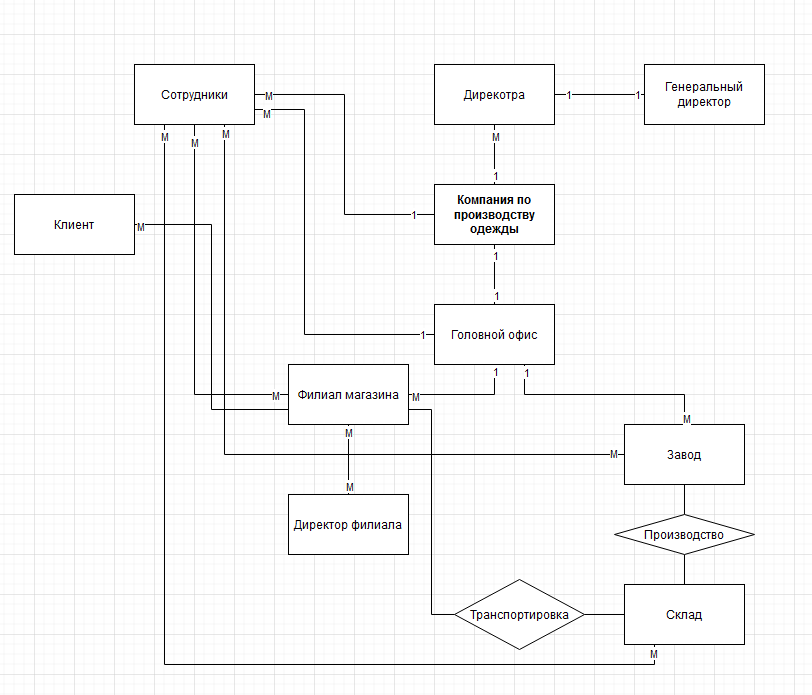 Сотрудники
Дирекотра
Генеральный
директор
M
1
1
M
M
M
M
M
1
Клиент
M
Компания по
производству
одежды
1
1
1
Головной офис
1
1
1
Филиал магазина
M
M
M
M
Завод
M
M
Директор филиала
Производство
Транспортировка
Склад
M